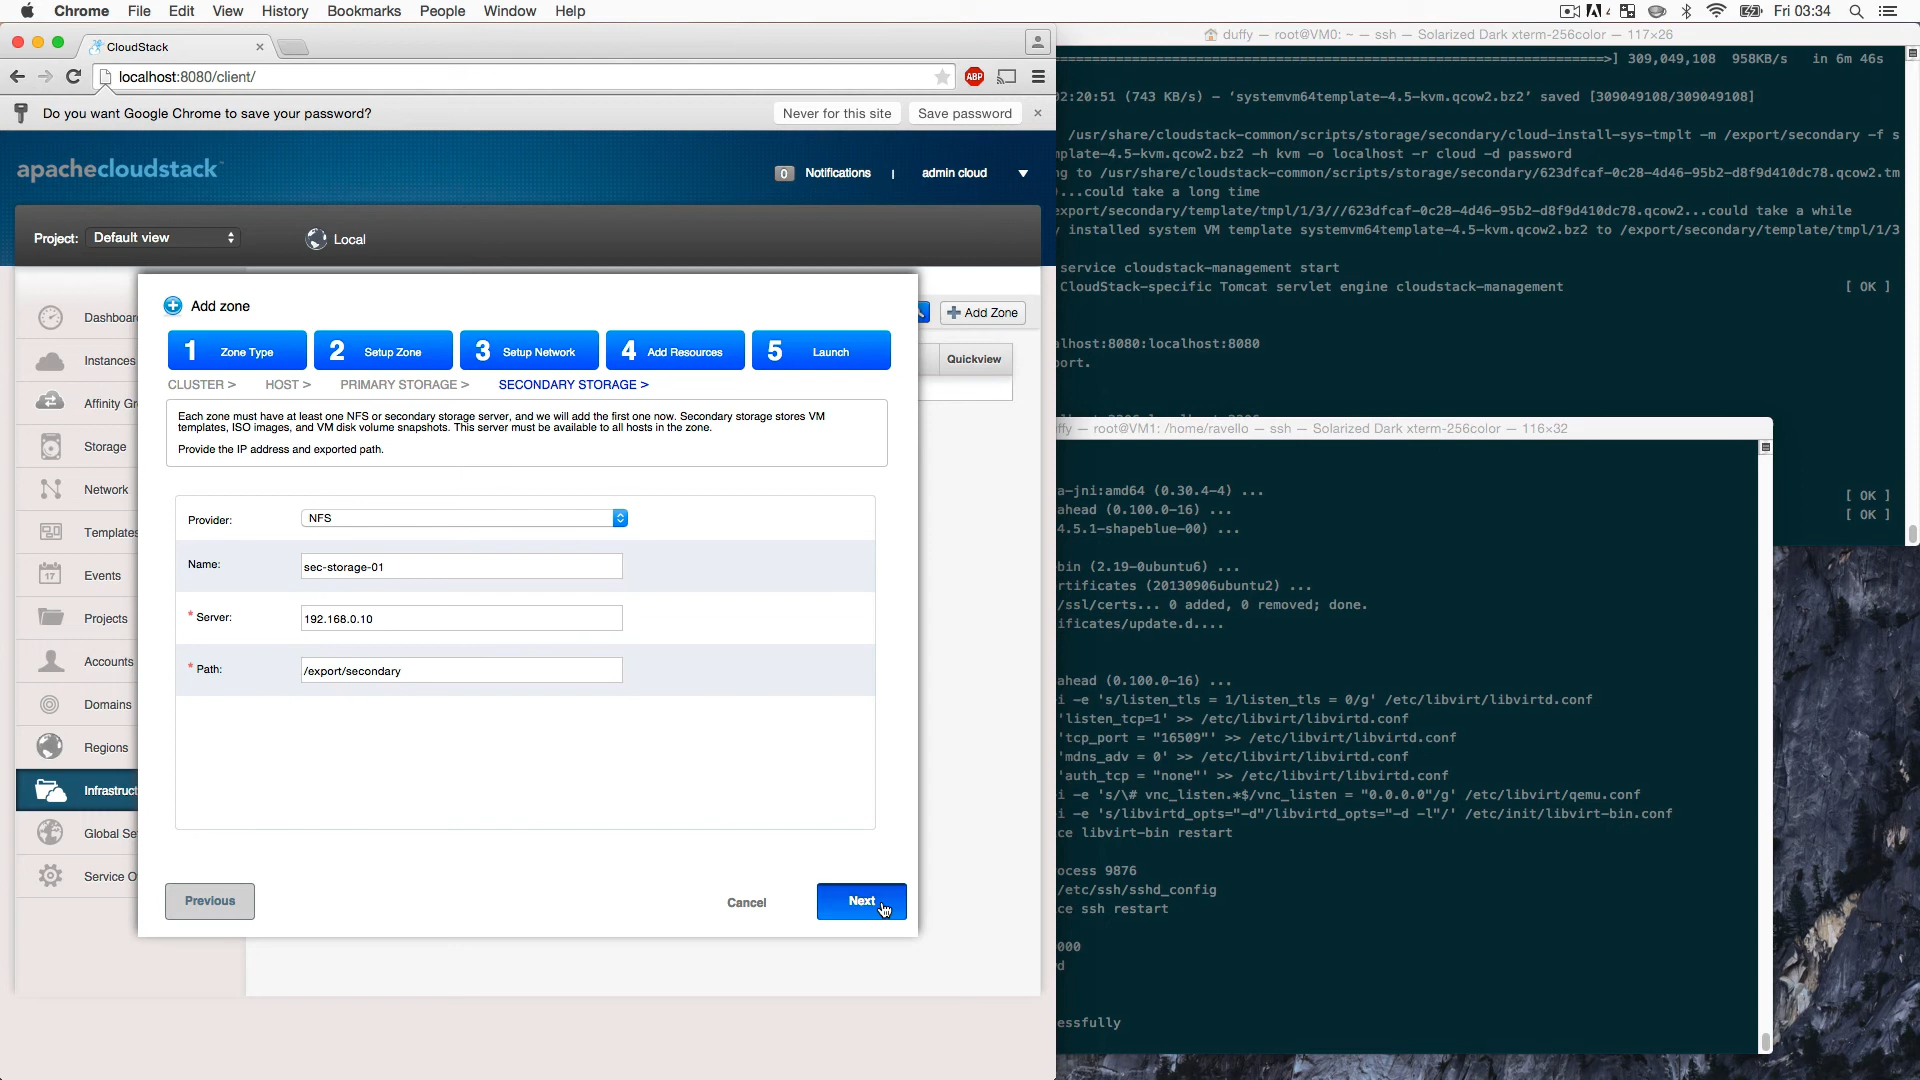 Chrome File Edit View History Bookmarks People Window Help
4 Fri 03:34
CloudStack
localhost:8080/client/
ABP
Do you want Google Chrome to save your password?
Never for this site
Save password
apachecloudstack
0 Notifications | admin cloud
Project: Default view
Local
Add Zone
Quickview
Dashboar
Instances
Affinity Gr
Storage
Network
Templates
17 Events
Projects
Accounts
Domains
Regions
Infrastruct
Global Se
Service O
Add zone
1 Zone Type
2 Setup Zone
3 Setup Network
4 Add Resources
5 Launch
CLUSTER > HOST > PRIMARY STORAGE > SECONDARY STORAGE >
Each zone must have at least one NFS or secondary storage server, and we will add the first one now. Secondary storage stores VM
templates, ISO images, and VM disk volume snapshots. This server must be available to all hosts in the zone.
Provide the IP address and exported path.
Provider: NFS
Name: sec-storage-01
* Server: 192.168.0.10
* Path: /export/secondary
Previous
Cancel
Next
duffy — root@VM0: ~ — ssh — Solarized Dark xterm-256color — 117×26
=>] 309,049,108 958KB/s in 6m 46s
02:20:51 (743 KB/s) - ‘systemvm64template-4.5-kvm.qcow2.bz2’ saved [309049108/309049108]
/usr/share/cloudstack-common/scripts/storage/secondary/cloud-install-sys-tmplt -m /export/secondary -f s
plate-4.5-kvm.qcow2.bz2 -h kvm -o localhost -r cloud -d password
g to /usr/share/cloudstack-common/scripts/storage/secondary/623dfcaf-0c28-4d46-95b2-d8f9d410dc78.qcow2.tm
)...could take a long time
export/secondary/template/tmpl/1/3///623dfcaf-0c28-4d46-95b2-d8f9d410dc78.qcow2...could take a while
installed system VM template systemvm64template-4.5-kvm.qcow2.bz2 to /export/secondary/template/tmpl/1/3
service cloudstack-management start
CloudStack-specific Tomcat servlet engine cloudstack-management [ OK ]
alhost:8080:localhost:8080
port.
[ OK ]
[ OK ]
ffy — root@VM1: /home/ravello — ssh — Solarized Dark xterm-256color — 116×32
a-jni:amd64 (0.30.4-4) ...
ahead (0.100.0-16) ...
4.5.1-shapeblue-00) ...
bin (2.19-0ubuntu6) ...
rtificates (20130906ubuntu2) ...
/ssl/certs... 0 added, 0 removed; done.
ificates/update.d....
ahead (0.100.0-16) ...
i -e 's/listen_tls = 1/listen_tls = 0/g' /etc/libvirt/libvirtd.conf
'listen_tcp=1' >> /etc/libvirt/libvirtd.conf
'tcp_port = "16509"' >> /etc/libvirt/libvirtd.conf
'mdns_adv = 0' >> /etc/libvirt/libvirtd.conf
'auth_tcp = "none"' >> /etc/libvirt/libvirtd.conf
i -e 's/\# vnc_listen.*$/vnc_listen = "0.0.0.0"/g' /etc/libvirt/qemu.conf
i -e 's/libvirtd_opts="-d"/libvirtd_opts="-d -l"/' /etc/init/libvirt-bin.conf
ce libvirt-bin restart
ocess 9876
/etc/ssh/sshd_config
ce ssh restart
000
d
essfully